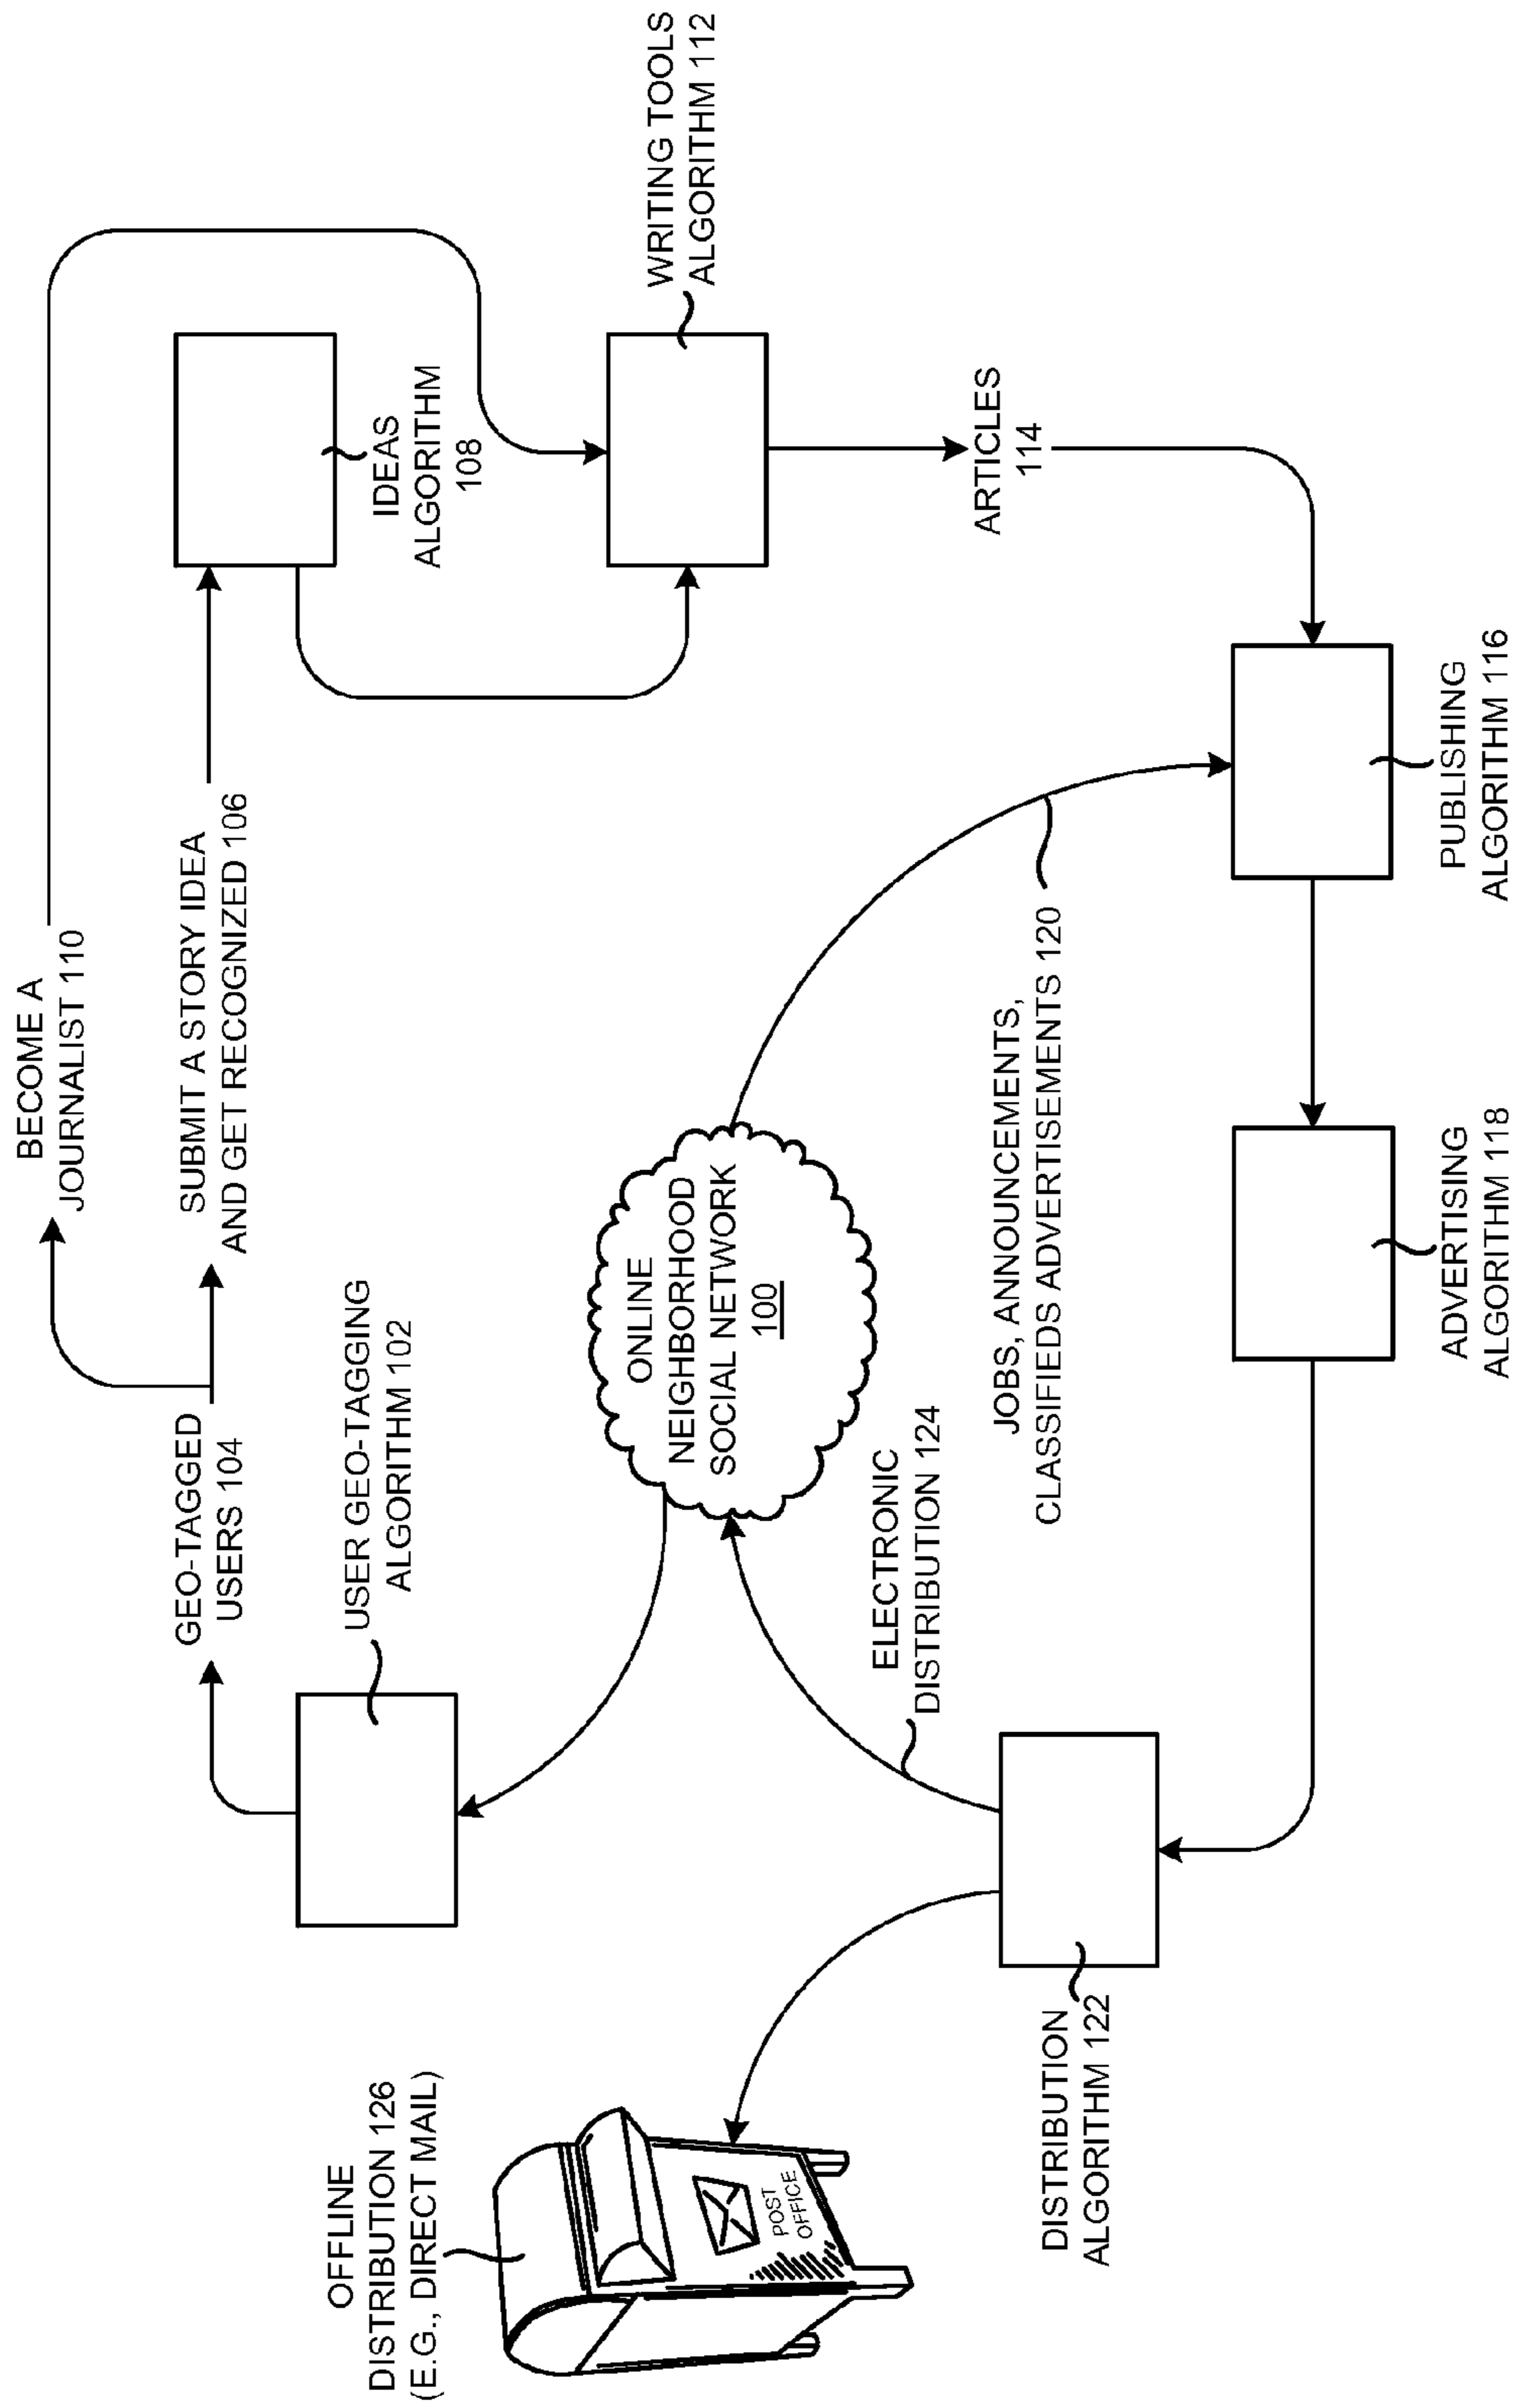 BECOME A
JOURNALIST 110
SUBMIT A STORY IDEA
AND GET RECOGNIZED 106
GEO-TAGGED
USERS 104
USER GEO-TAGGING
ALGORITHM 102
IDEAS
ALGORITHM
108
WRITING TOOLS
ALGORITHM 112
OFFLINE
DISTRIBUTION 126
(E.G., DIRECT MAIL)
POST
OFFICE
ONLINE
NEIGHBORHOOD
SOCIAL NETWORK
100
ARTICLES
114
ELECTRONIC
DISTRIBUTION 124
JOBS, ANNOUNCEMENTS,
CLASSIFIEDS ADVERTISEMENTS 120
DISTRIBUTION
ALGORITHM 122
ADVERTISING
ALGORITHM 118
PUBLISHING
ALGORITHM 116